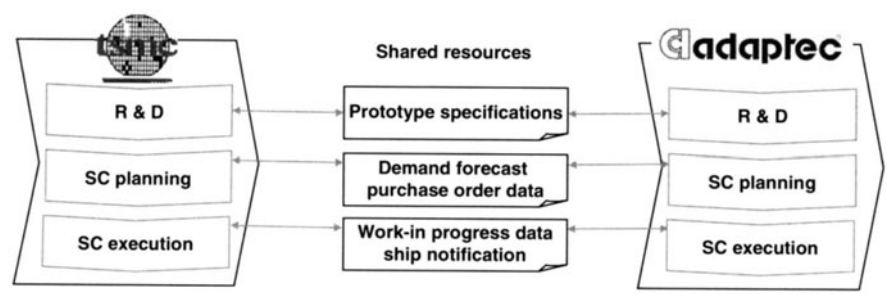 tsmc
Shared resources
adaptec
R & D
Prototype specifications
R & D
SC planning
Demand forecast
purchase order data
SC planning
SC execution
Work-in progress data
ship notification
SC execution